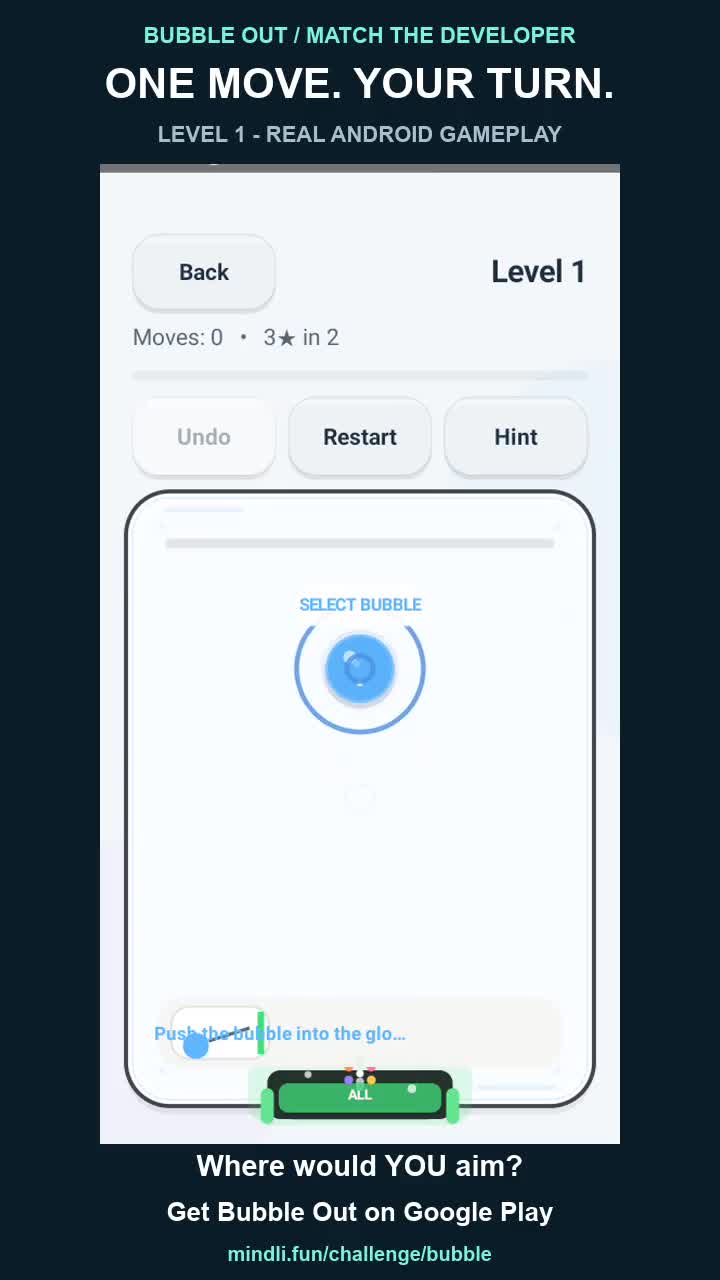 BUBBLE OUT / MATCH THE DEVELOPER
ONE MOVE. YOUR TURN.
LEVEL 1 - REAL ANDROID GAMEPLAY
Back
Level 1
Moves: 0 • 3★ in 2
Undo
Restart
Hint
SELECT BUBBLE
Push the bubble into the glo...
ALL
Where would YOU aim?
Get Bubble Out on Google Play
mindli.fun/challenge/bubble